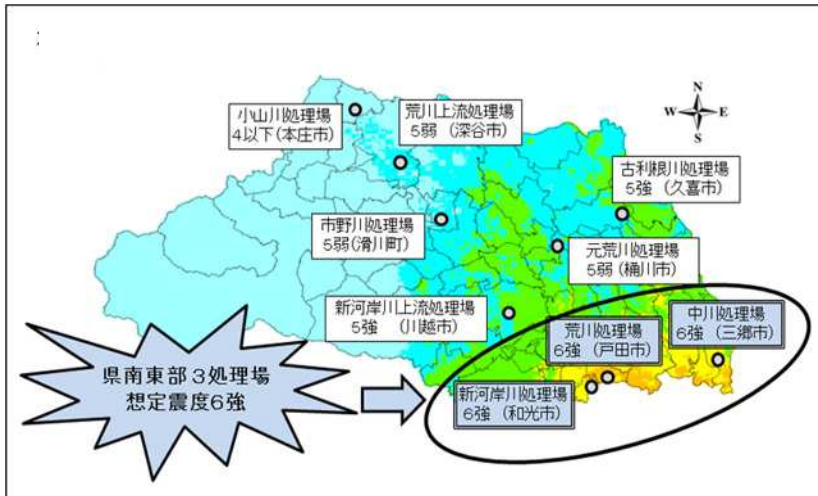 小山川処理場
4以下(本庄市)
荒川上流処理場
5弱 (深谷市)
N
W E
S
古利根川処理場
5強 (久喜市)
市野川処理場
5弱(滑川町)
元荒川処理場
5弱(桶川市)
新河岸川上流処理場
5強 (川越市)
中川処理場
6強 (三郷市)
荒川処理場
6強 (戸田市)
新河岸川処理場
6強 (和光市)
県南東部3処理場
想定震度6強